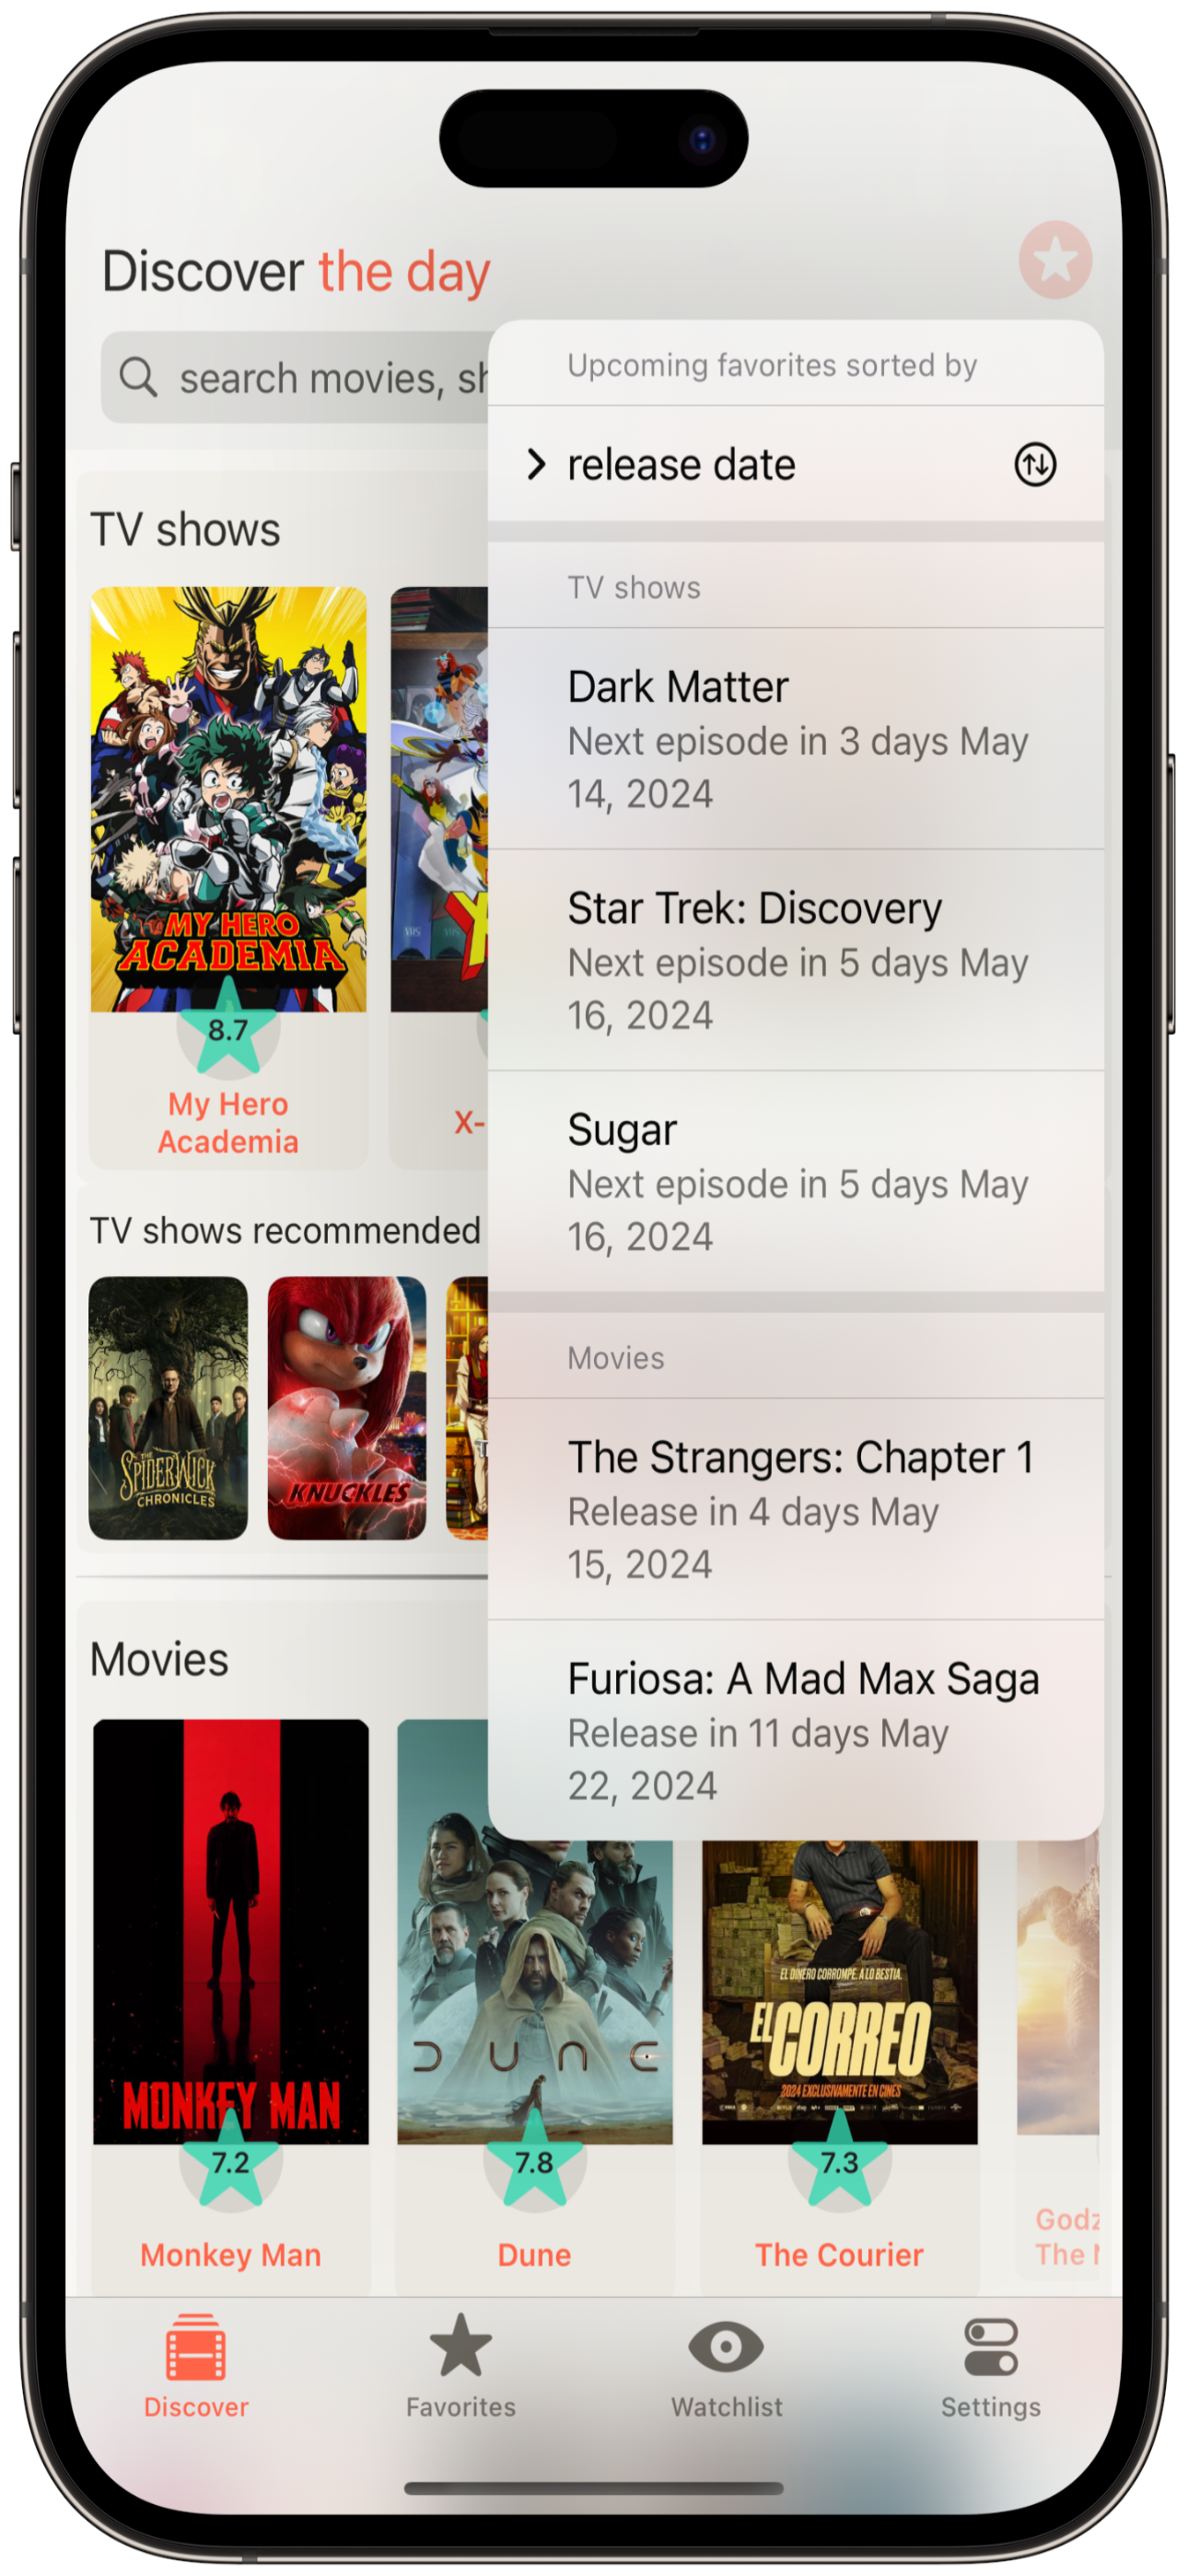 Discover the day
search movies, sh
Upcoming favorites sorted by
release date
TV shows
TV shows
Dark Matter
Next episode in 3 days May
14, 2024
Star Trek: Discovery
Next episode in 5 days May
16, 2024
Sugar
Next episode in 5 days May
16, 2024
MY HERO
ACADEMIA
8.7
My Hero
Academia
VHS
VHS
X-
TV shows recommended
THE
SPIDERWICK
CHRONICLES
KNUCKLES
Movies
The Strangers: Chapter 1
Release in 4 days May
15, 2024
Furiosa: A Mad Max Saga
Release in 11 days May
22, 2024
Movies
MONKEY MAN
7.2
Monkey Man
DUNE
7.8
Dune
EL DINERO CORROMPE. A LO BESTIA.
EL CORREO
2024 EXCLUSIVAMENTE EN CINES
7.3
The Courier
Godz
The
Discover
Favorites
Watchlist
Settings